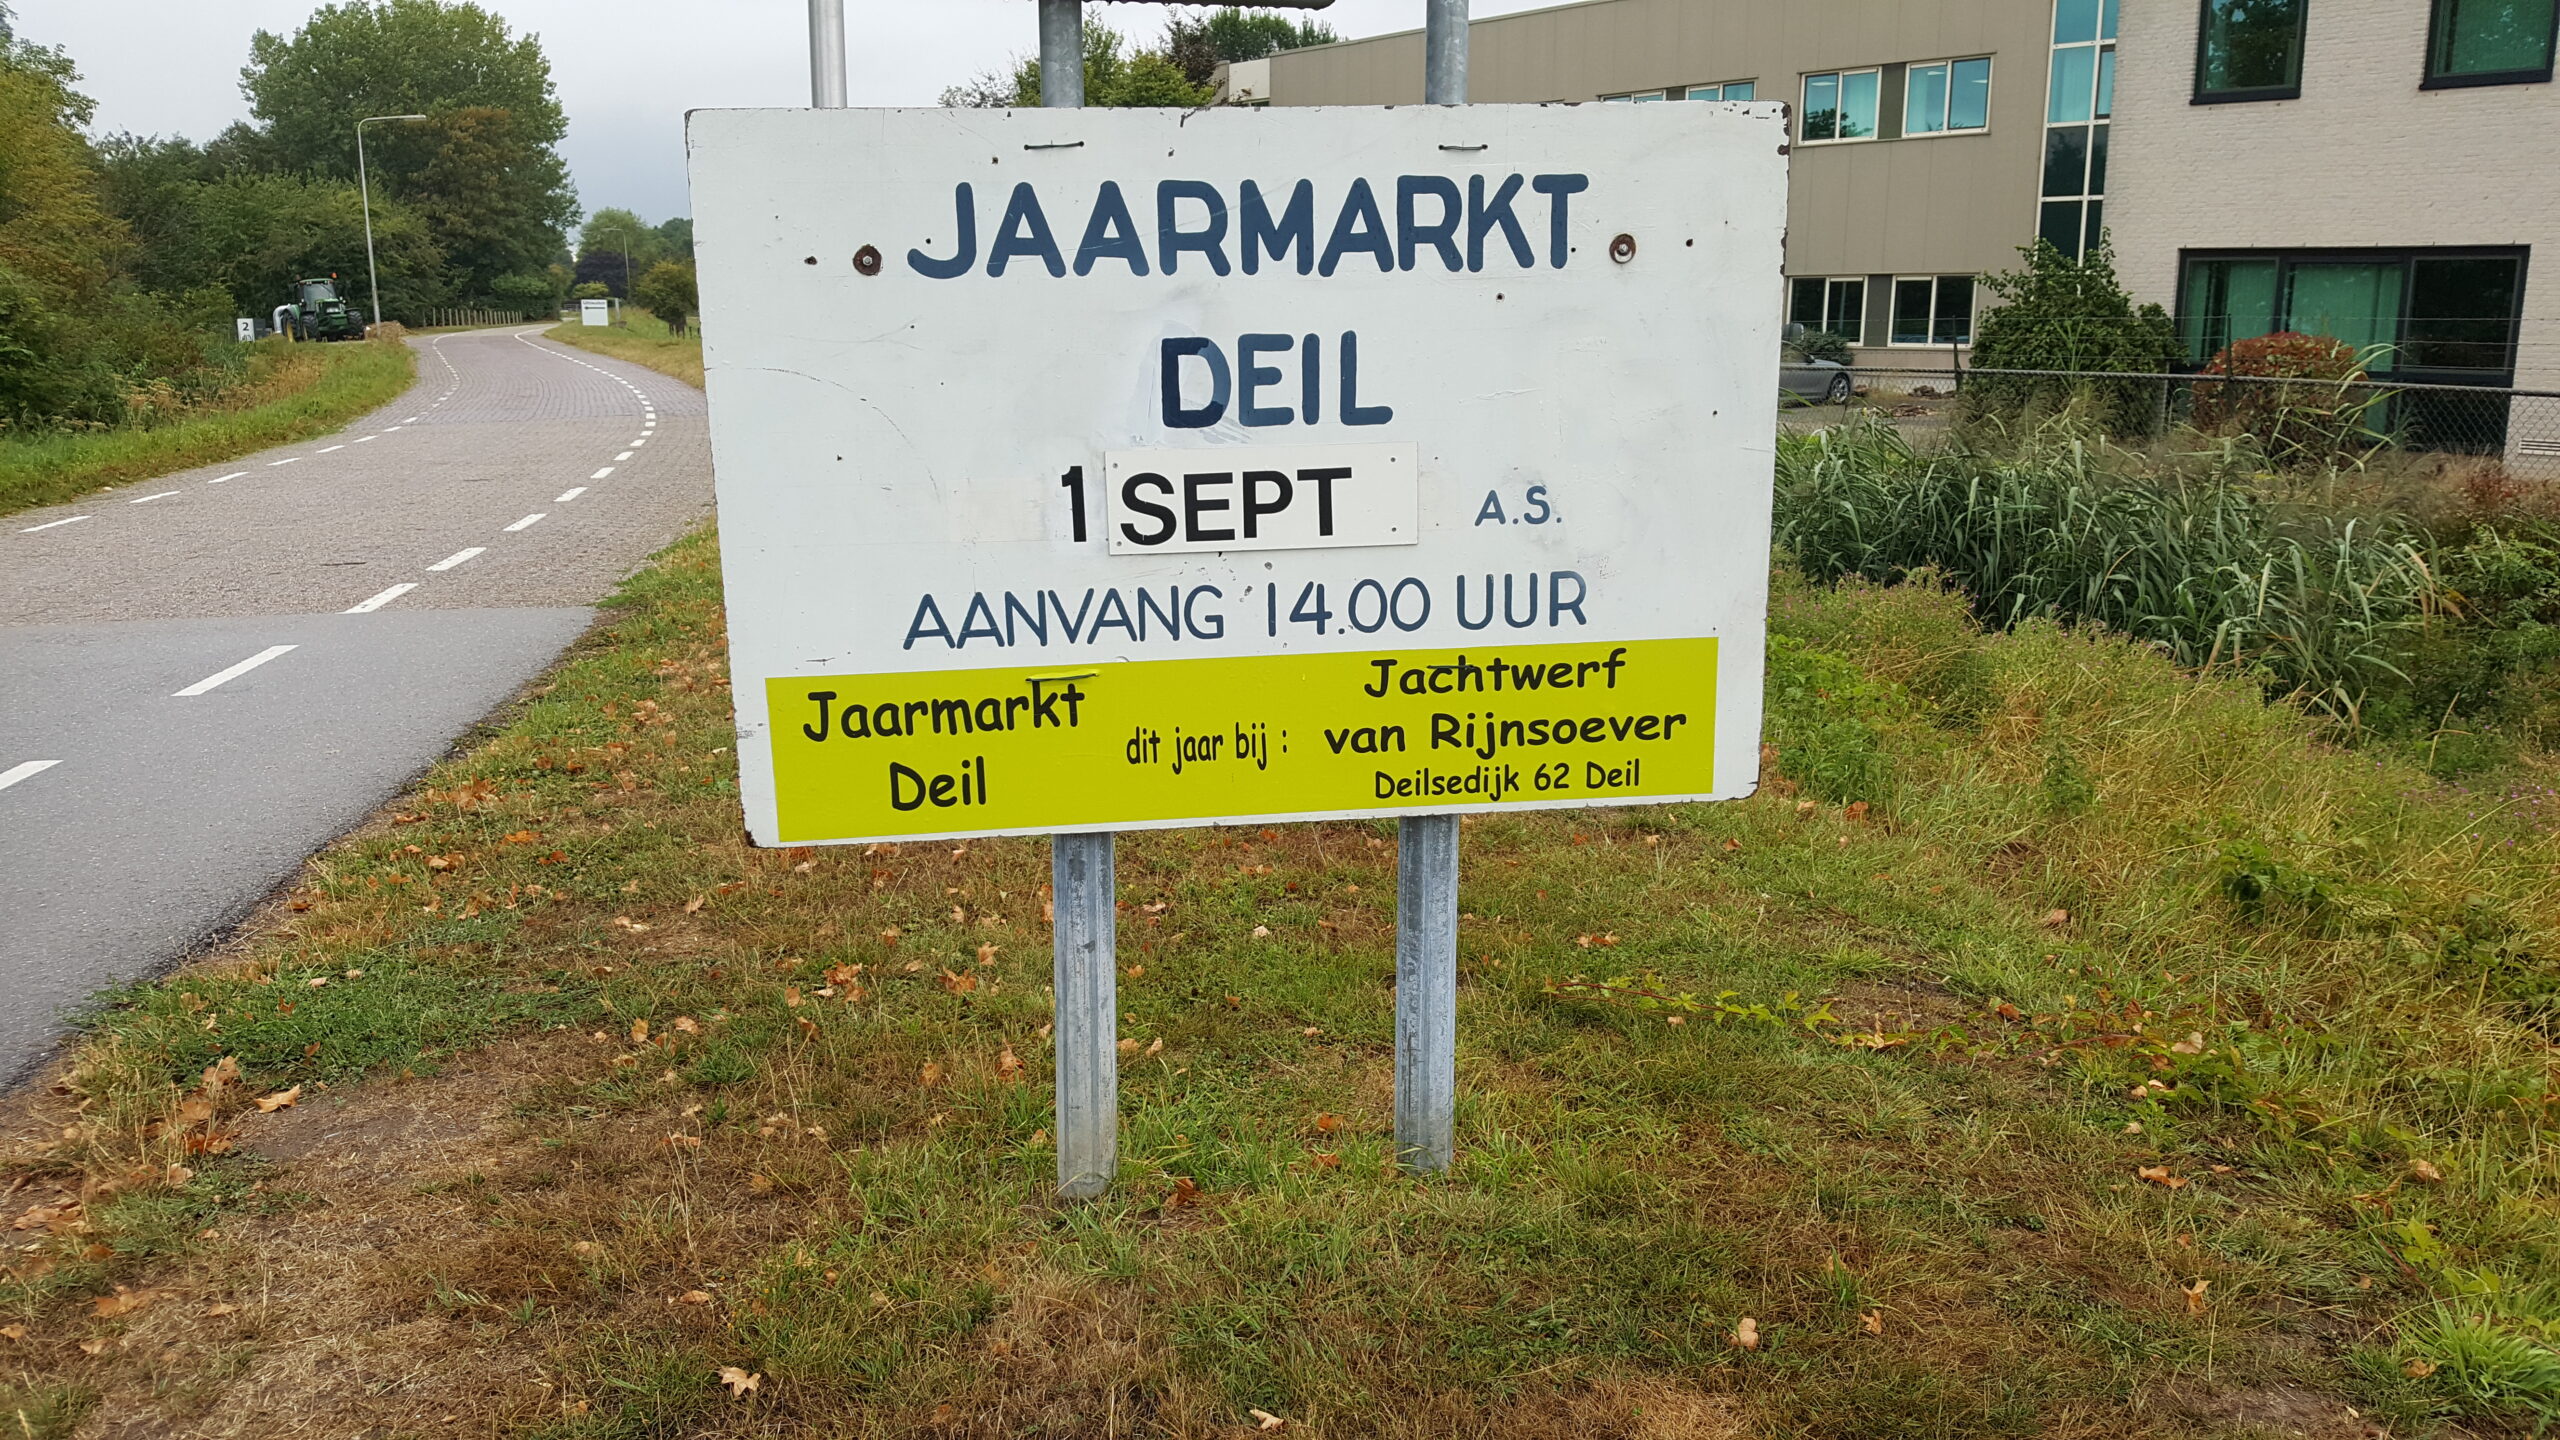 JAARMARKT
DEIL
1 SEPT A.S.
AANVANG 14.00 UUR
Jaarmarkt
Deil
dit jaar bij :
Jachtwerf
van Rijnsoever
Deilsedijk 62 Deil
2